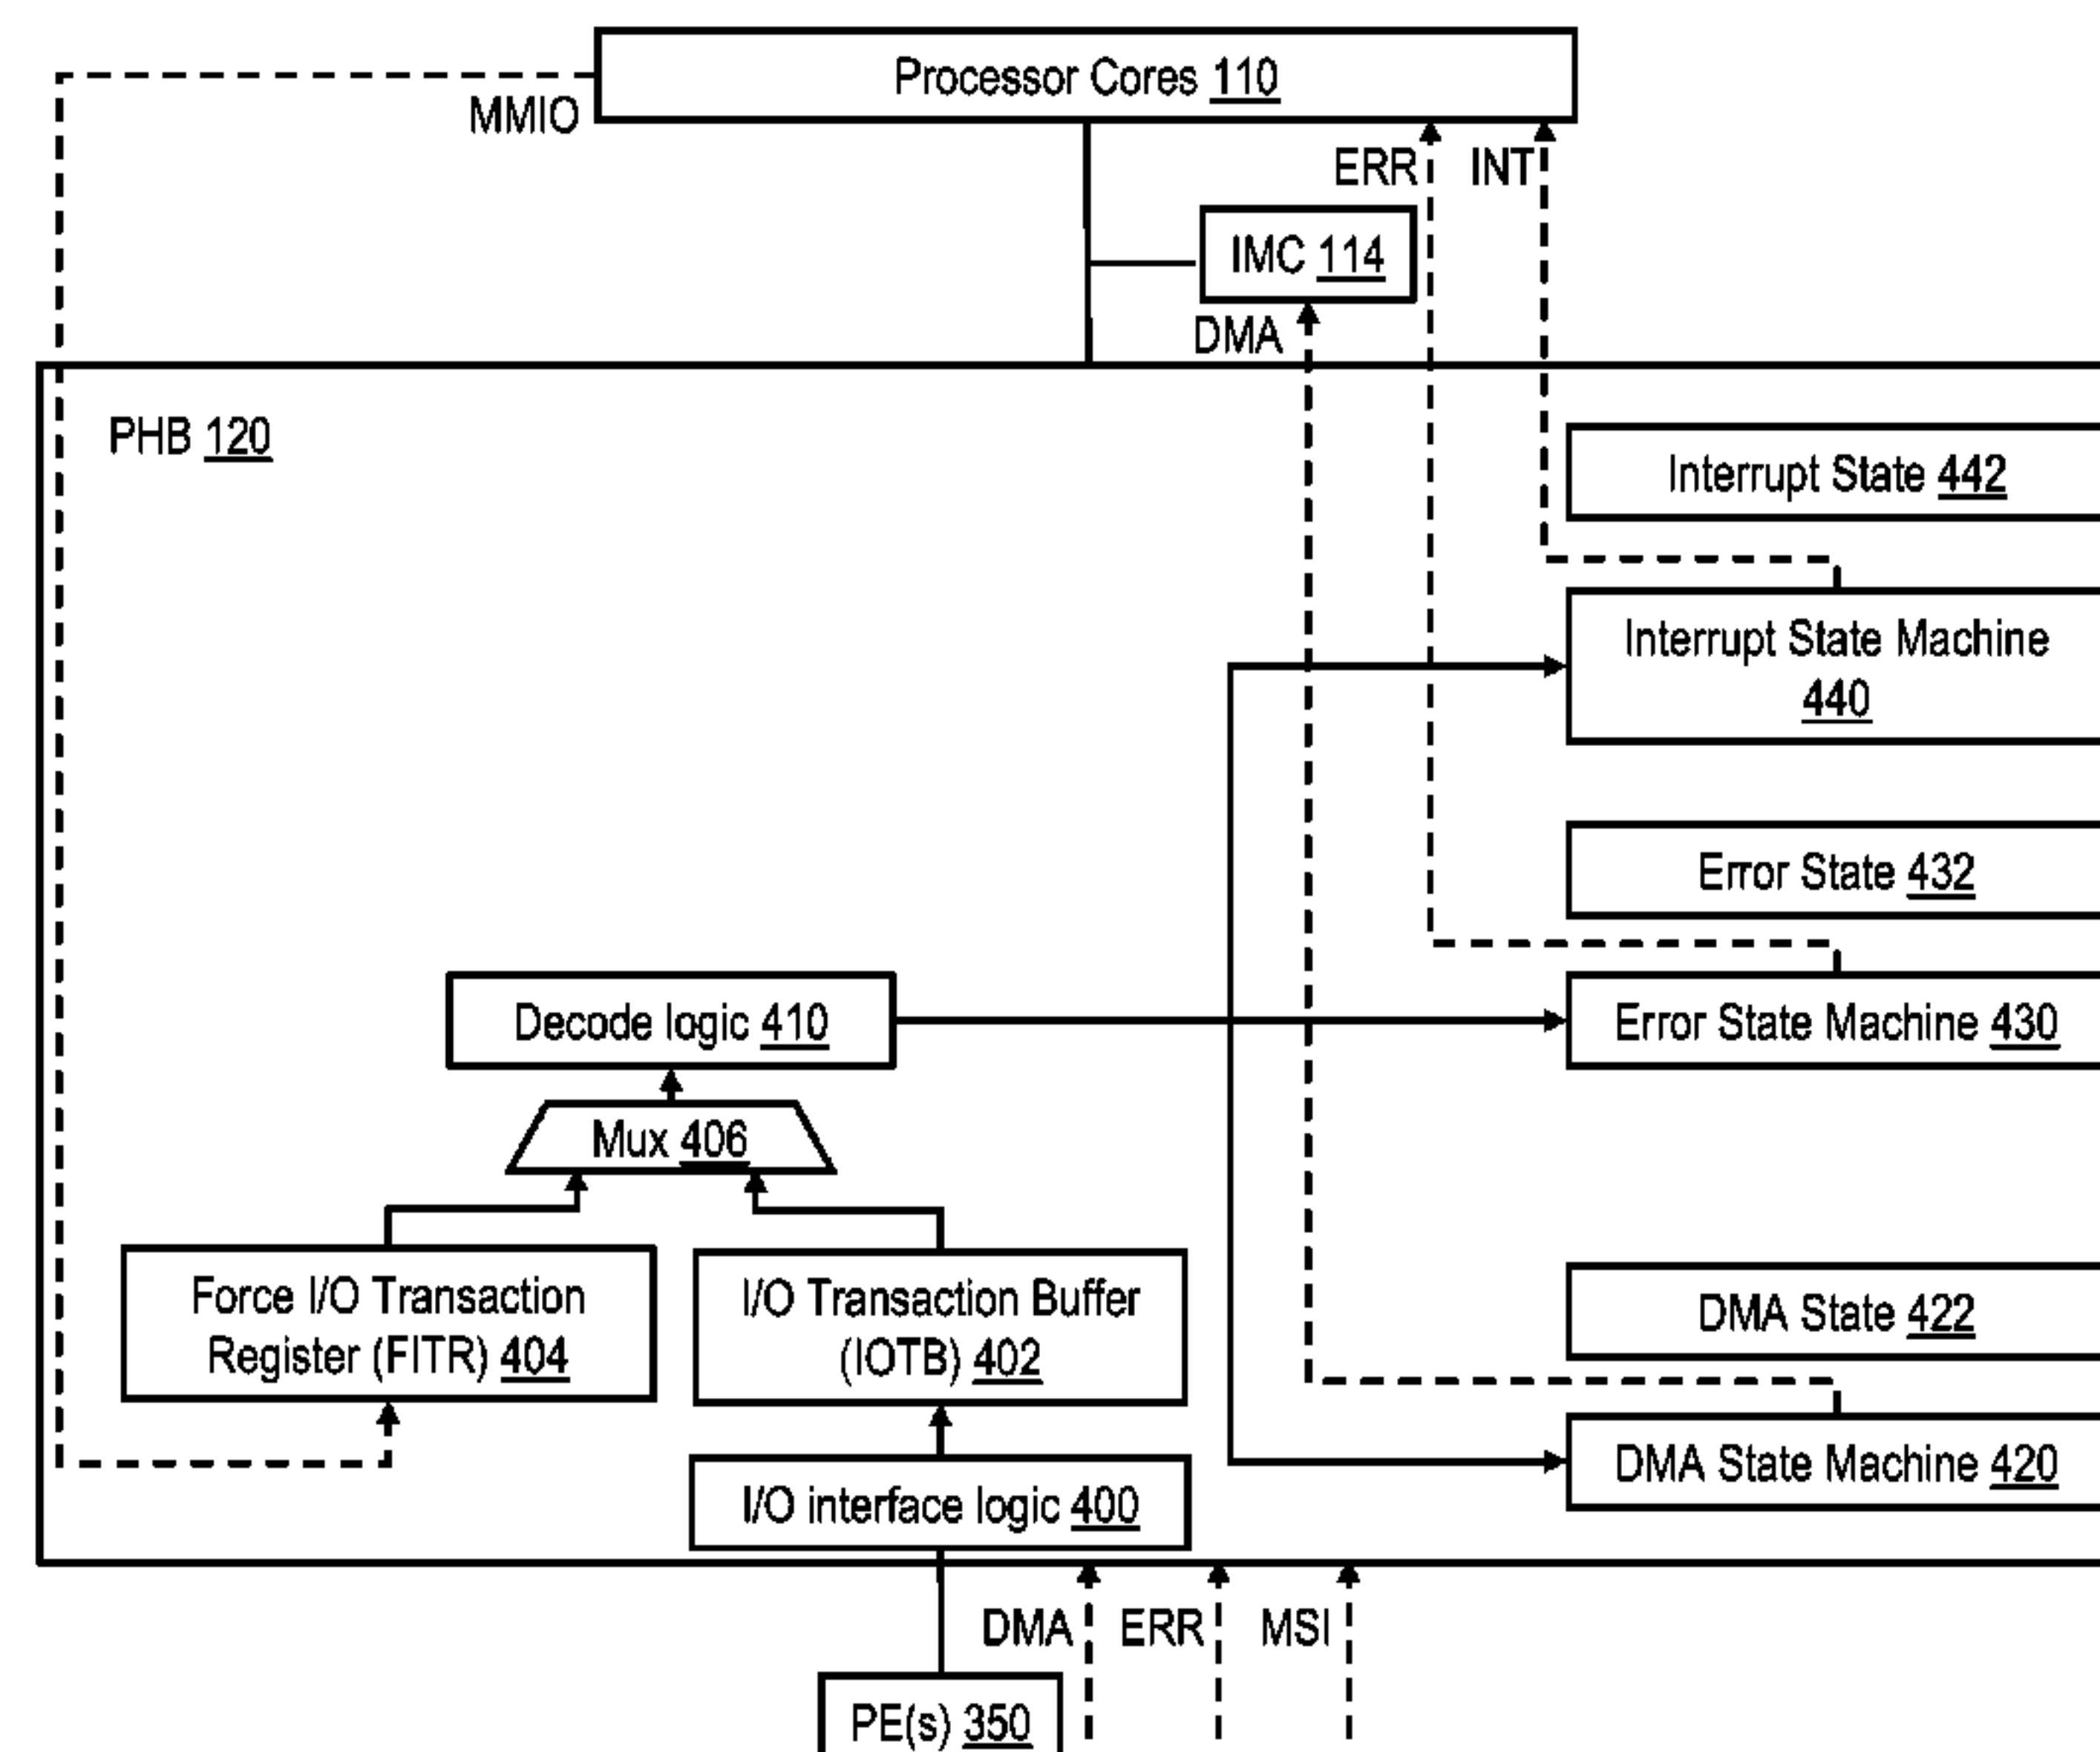 Processor Cores 110
MMIO
ERR
INT
IMC 114
DMA
PHB 120
Interrupt State 442
Interrupt State Machine
440
Error State 432
Decode logic 410
Error State Machine 430
Mux 406
Force I/O Transaction
Register (FITR) 404
I/O Transaction Buffer
(IOTB) 402
DMA State 422
DMA State Machine 420
I/O interface logic 400
DMA
ERR
MSI
PE(s) 350